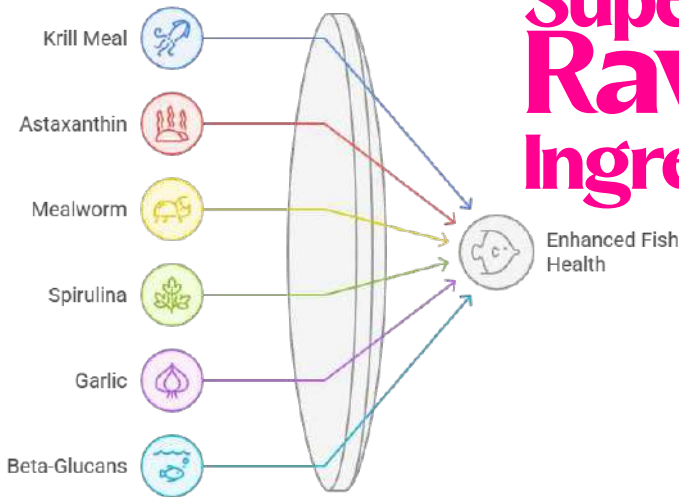 Krill Meal
Astaxanthin
Mealworm
Spirulina
Garlic
Beta-Glucans
Enhanced Fish
Health